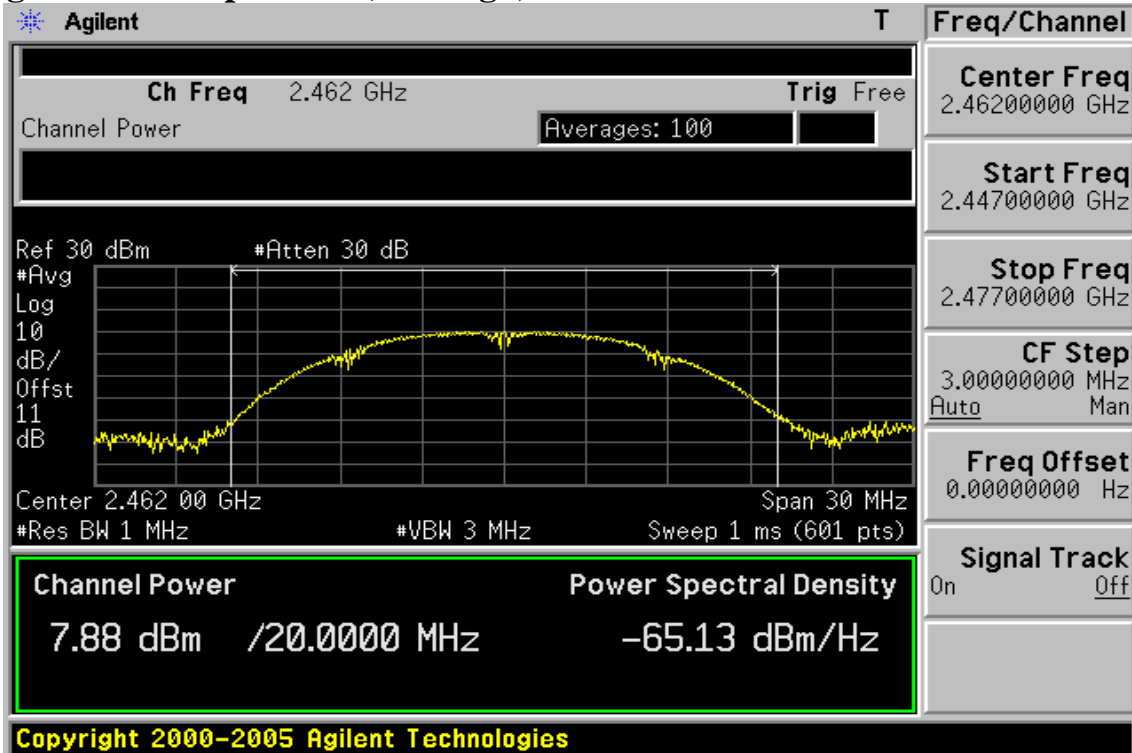 Agilent T
Ch Freq 2.462 GHz Trig Free
Channel Power Averages: 100
Ref 30 dBm #Atten 30 dB
#Avg
Log
10
dB/
Offst
11
dB
Center 2.462 00 GHz Span 30 MHz
#Res BW 1 MHz #VBW 3 MHz Sweep 1 ms (601 pts)
Channel Power Power Spectral Density
7.88 dBm /20.0000 MHz -65.13 dBm/Hz
Copyright 2000-2005 Agilent Technologies
Freq/Channel
Center Freq
2.46200000 GHz
Start Freq
2.44700000 GHz
Stop Freq
2.47700000 GHz
CF Step
3.00000000 MHz
Auto Man
Freq Offset
0.00000000 Hz
Signal Track
On Off